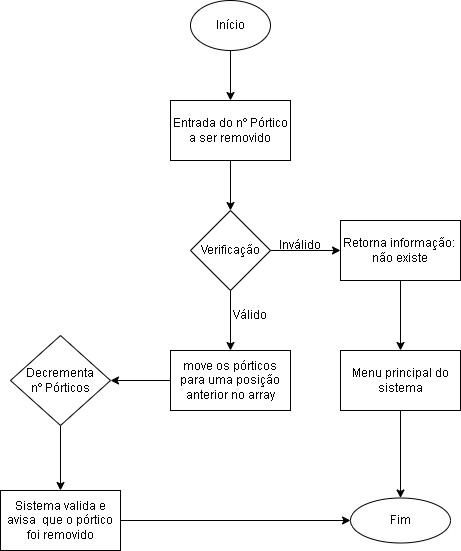 Início
Entrada do nº Pórtico
a ser removido
Verificação
Inválido
Retorna informação:
não existe
Válido
Decrementa
nº Pórticos
move os pórticos
para uma posição
anterior no array
Menu principal do
sistema
Sistema valida e
avisa que o pórtico
foi removido
Fim